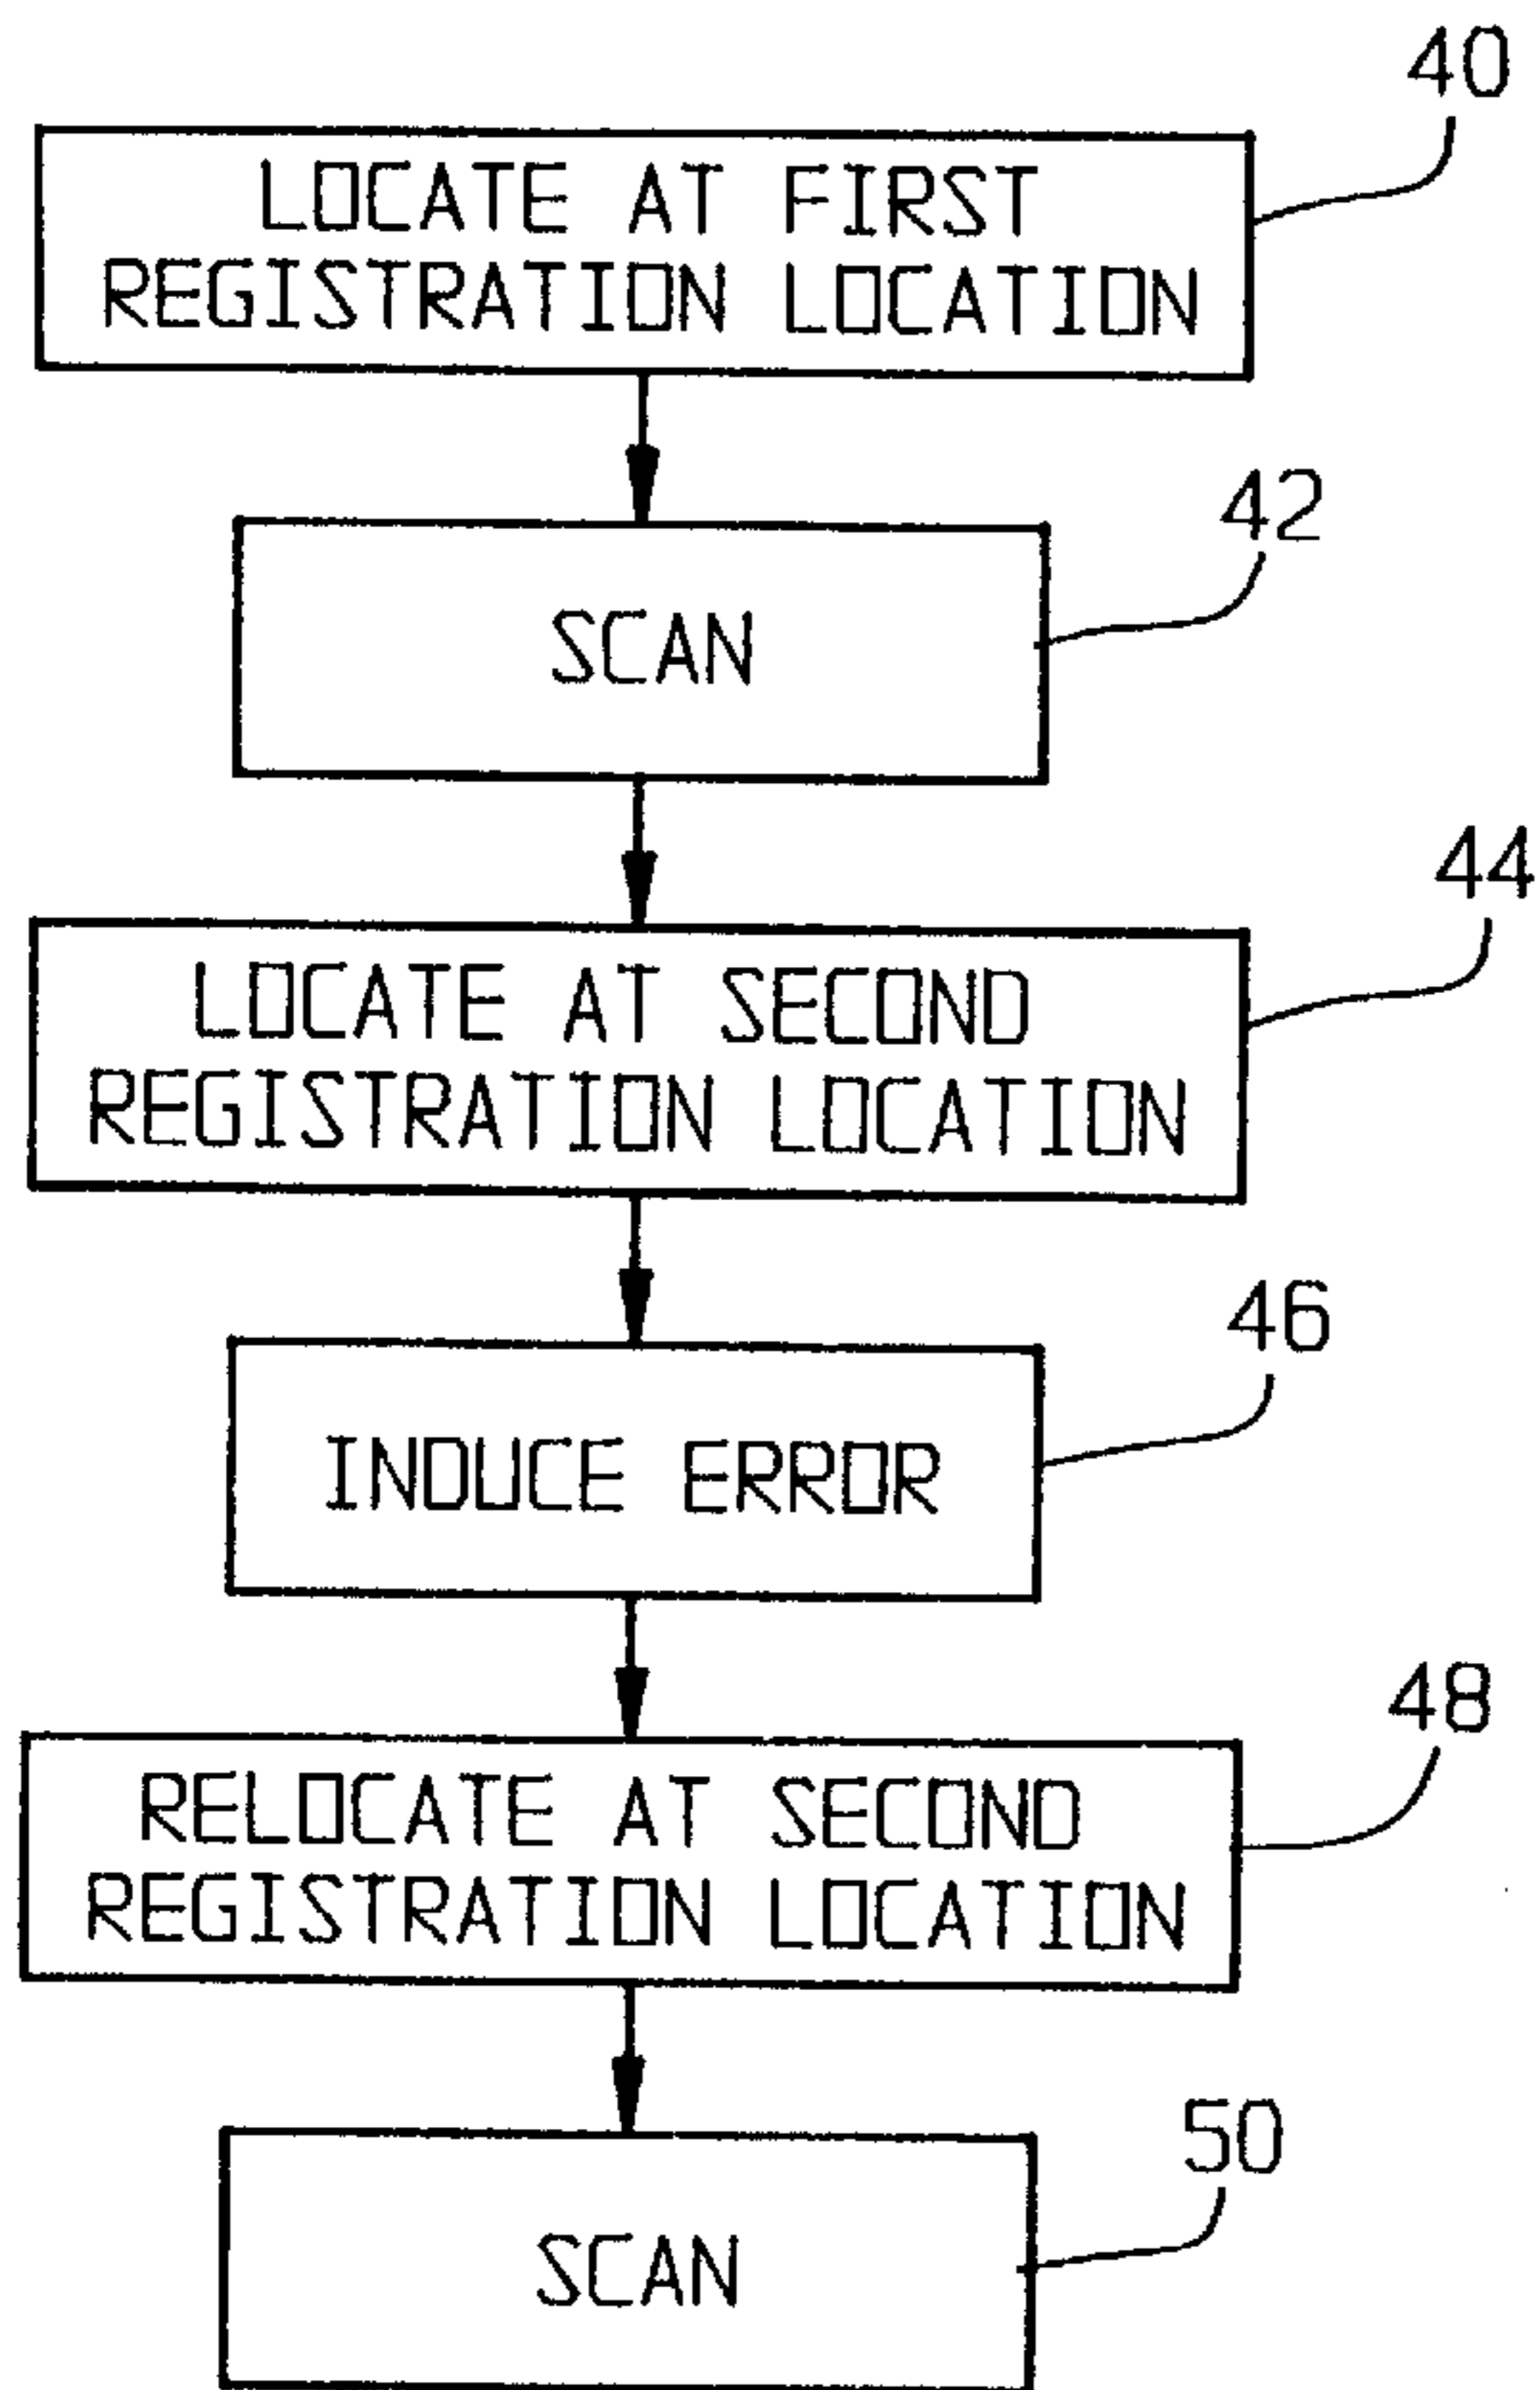 40
LOCATE AT FIRST
REGISTRATION LOCATION
42
SCAN
44
LOCATE AT SECOND
REGISTRATION LOCATION
46
INDUCE ERROR
48
RELOCATE AT SECOND
REGISTRATION LOCATION
50
SCAN